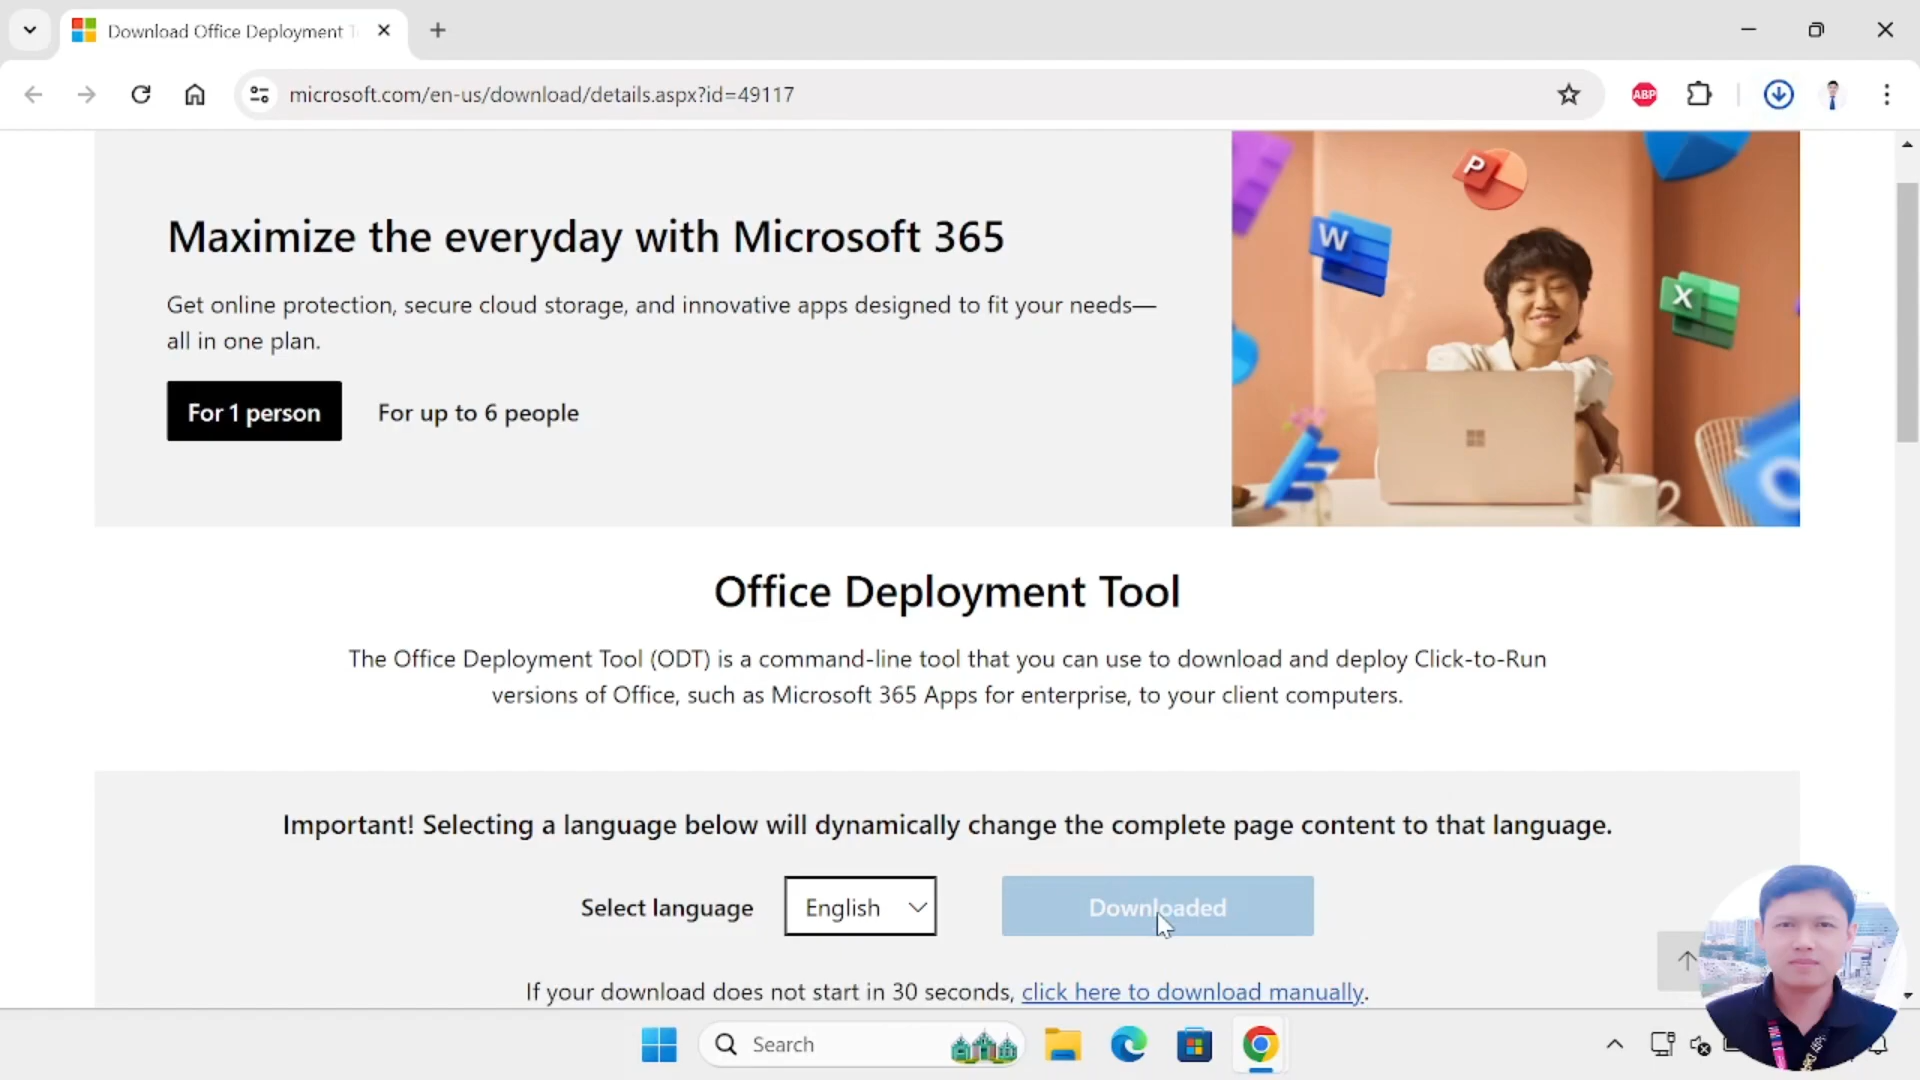 Download Office Deployment T
microsoft.com/en-us/download/details.aspx?id=49117
ABP
Maximize the everyday with Microsoft 365
Get online protection, secure cloud storage, and innovative apps designed to fit your needs—
all in one plan.
For 1 person
For up to 6 people
P
W
X
Office Deployment Tool
The Office Deployment Tool (ODT) is a command-line tool that you can use to download and deploy Click-to-Run
versions of Office, such as Microsoft 365 Apps for enterprise, to your client computers.
Important! Selecting a language below will dynamically change the complete page content to that language.
Select language
English
Downloaded
If your download does not start in 30 seconds, click here to download manually.
Search